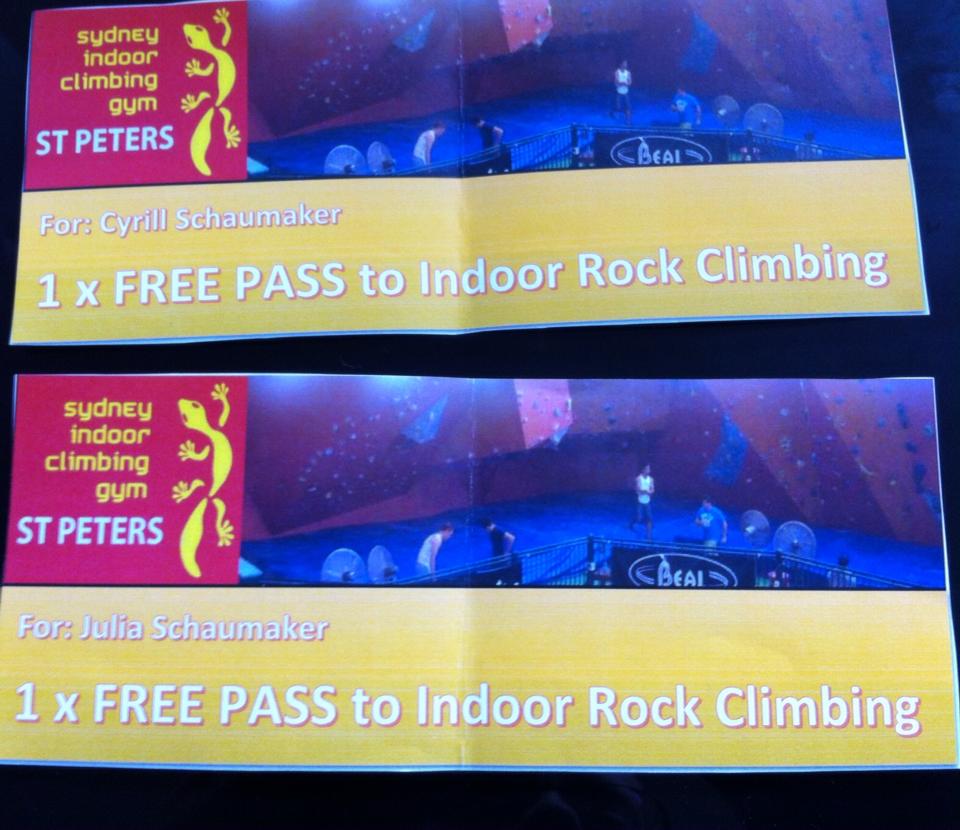 sydney
indoor
climbing
gym
ST PETERS
BEAL
For: Cyrill Schaumaker
1 x FREE PASS to Indoor Rock Climbing
sydney
indoor
climbing
gym
ST PETERS
BEAL
For: Julia Schaumaker
1 x FREE PASS to Indoor Rock Climbing